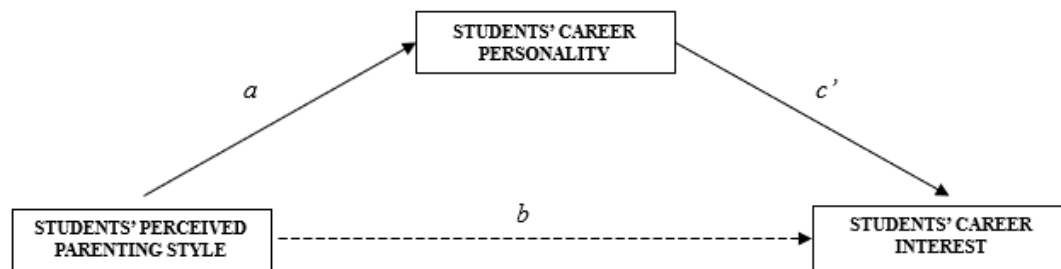 STUDENTS' CAREER
PERSONALITY
a
c'
b
STUDENTS' PERCEIVED
PARENTING STYLE
STUDENTS' CAREER
INTEREST